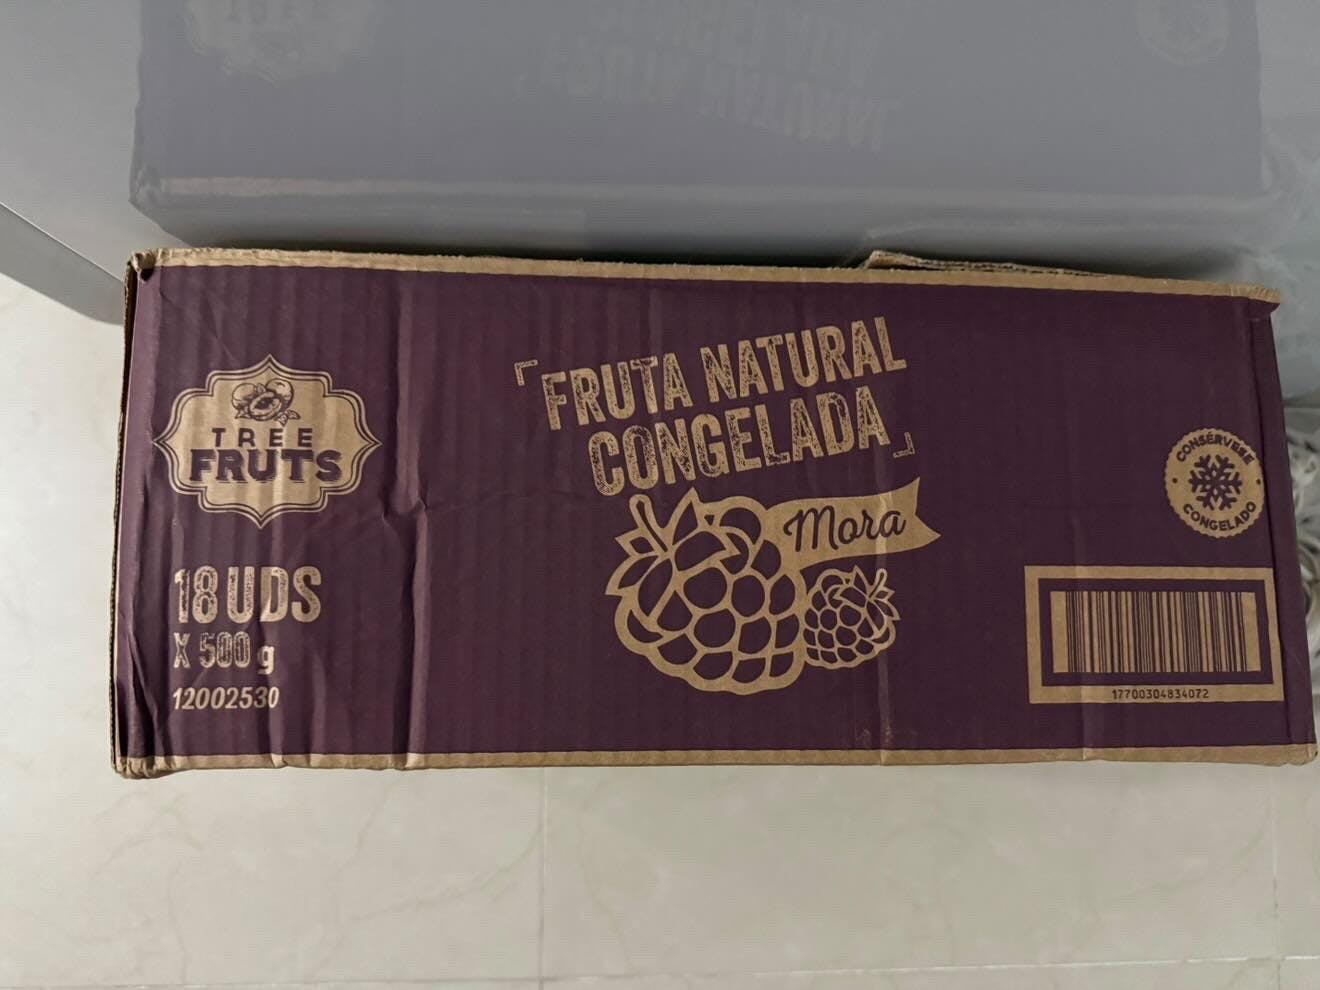 TREE
FRUTS
18 UDS
X 500 g
12002530
FRUTA NATURAL
CONGELADA
Mora
CONSÉRVESE
CONGELADO
17700304834072